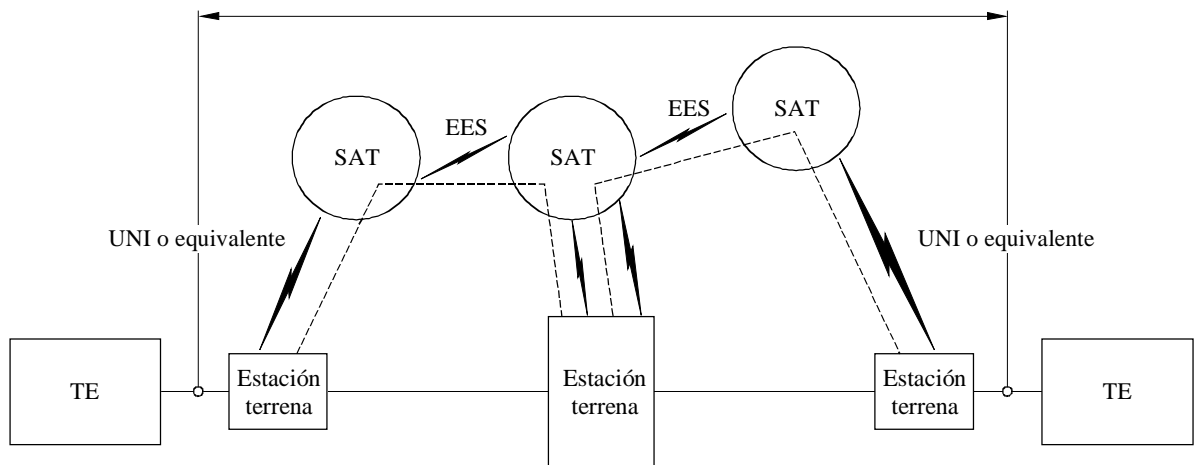 SAT
EES
EES
SAT
SAT
UNI o equivalente
UNI o equivalente
TE
Estación
terrena
Estación
terrena
Estación
terrena
TE